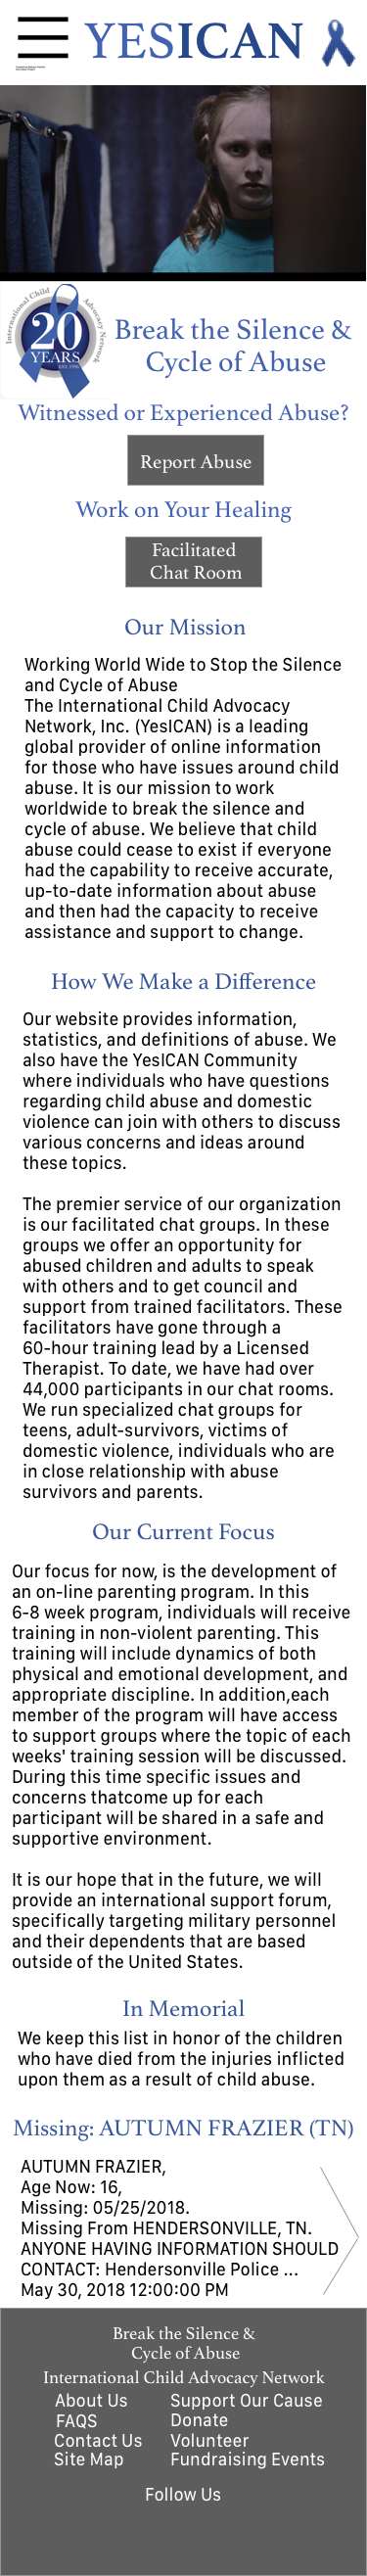 YESICAN
International Child Advocacy Network
20
YEARS
EST. 1996
Break the Silence &
Cycle of Abuse
Witnessed or Experienced Abuse?
Report Abuse
Work on Your Healing
Facilitated
Chat Room
Our Mission
Working World Wide to Stop the Silence
and Cycle of Abuse
The International Child Advocacy
Network, Inc. (YesICAN) is a leading
global provider of online information
for those who have issues around child
abuse. It is our mission to work
worldwide to break the silence and
cycle of abuse. We believe that child
abuse could cease to exist if everyone
had the capability to receive accurate,
up-to-date information about abuse
and then had the capacity to receive
assistance and support to change.
How We Make a Difference
Our website provides information,
statistics, and definitions of abuse. We
also have the YesICAN Community
where individuals who have questions
regarding child abuse and domestic
violence can join with others to discuss
various concerns and ideas around
these topics.
The premier service of our organization
is our facilitated chat groups. In these
groups we offer an opportunity for
abused children and adults to speak
with others and to get council and
support from trained facilitators. These
facilitators have gone through a
60-hour training lead by a Licensed
Therapist. To date, we have had over
44,000 participants in our chat rooms.
We run specialized chat groups for
teens, adult-survivors, victims of
domestic violence, individuals who are
in close relationship with abuse
survivors and parents.
Our Current Focus
Our focus for now, is the development of
an on-line parenting program. In this
6-8 week program, individuals will receive
training in non-violent parenting. This
training will include dynamics of both
physical and emotional development, and
appropriate discipline. In addition,each
member of the program will have access
to support groups where the topic of each
weeks' training session will be discussed.
During this time specific issues and
concerns thatcome up for each
participant will be shared in a safe and
supportive environment.
It is our hope that in the future, we will
provide an international support forum,
specifically targeting military personnel
and their dependents that are based
outside of the United States.
In Memorial
We keep this list in honor of the children
who have died from the injuries inflicted
upon them as a result of child abuse.
Missing: AUTUMN FRAZIER (TN)
AUTUMN FRAZIER,
Age Now: 16,
Missing: 05/25/2018.
Missing From HENDERSONVILLE, TN.
ANYONE HAVING INFORMATION SHOULD
CONTACT: Hendersonville Police ...
May 30, 2018 12:00:00 PM
Break the Silence &
Cycle of Abuse
International Child Advocacy Network
About Us Support Our Cause
FAQS Donate
Contact Us Volunteer
Site Map Fundraising Events
Follow Us